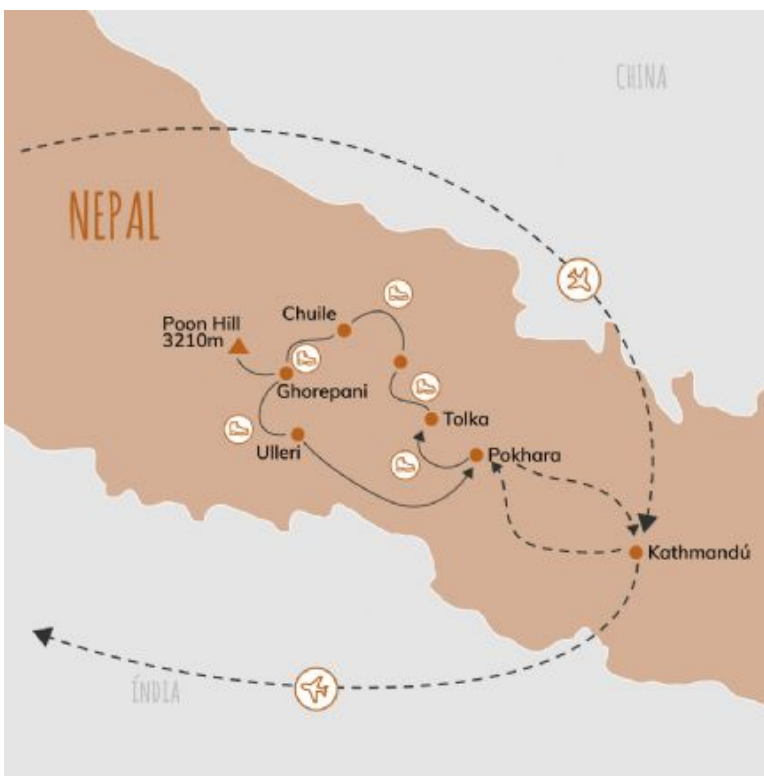 CHINA
NEPAL
Chuile
Poon Hill
3210m
Ghorepani
Tolka
Ulleri
Pokhara
Kathmandú
ÍNDIA